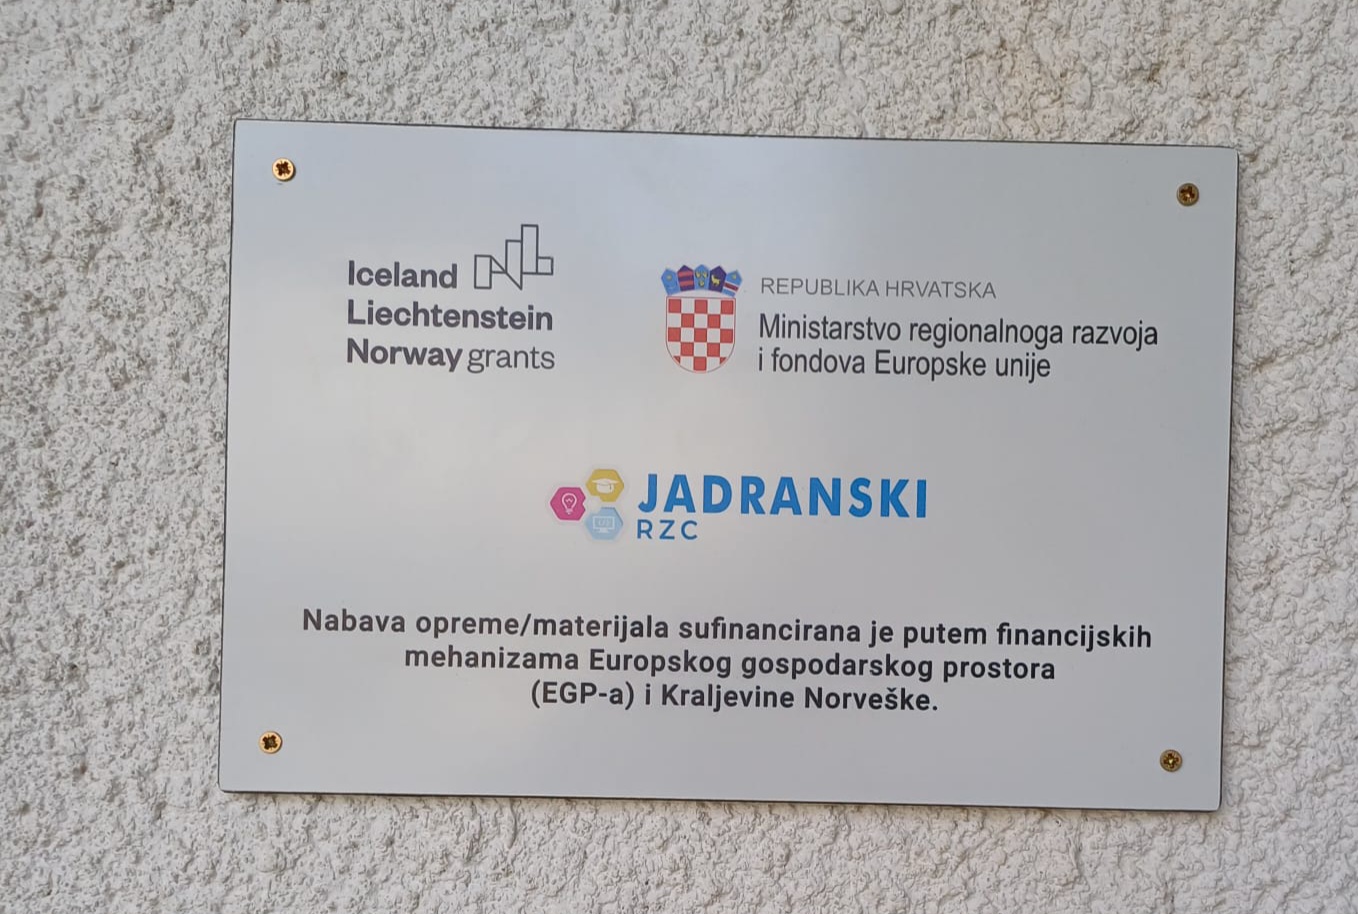 Iceland
Liechtenstein
Norway grants
REPUBLIKA HRVATSKA
Ministarstvo regionalnoga razvoja
i fondova Europske unije
JADRANSKI
RZC
Nabava opreme/materijala sufinancirana je putem financijskih
mehanizama Europskog gospodarskog prostora
(EGP-a) i Kraljevine Norveške.